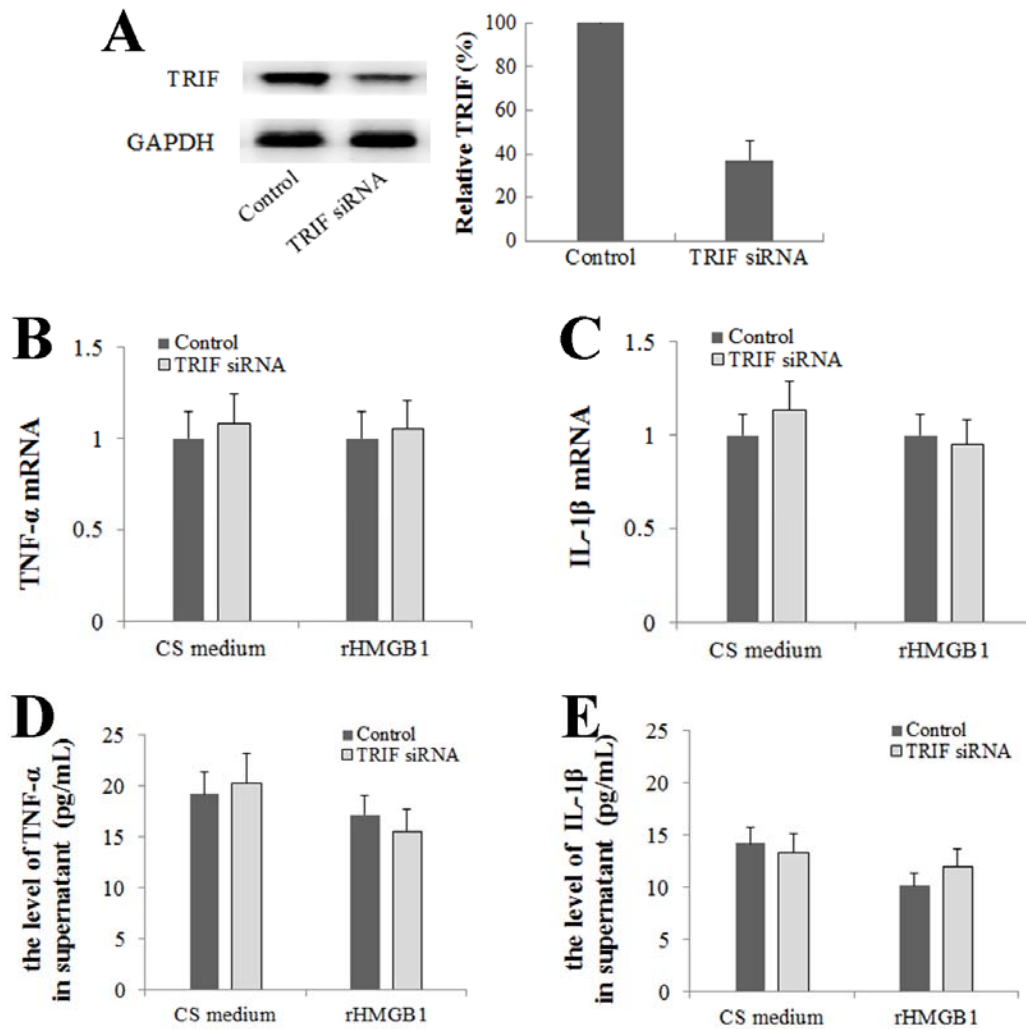 A
TRIF
GAPDH
Control
TRIF siRNA
Relative TRIF (%)
100
80
60
40
20
0
Control
TRIF siRNA
B
Control
TRIF siRNA
TNF-α mRNA
1.5
1
0.5
0
CS medium
rHMGB1
C
Control
TRIF siRNA
IL-1β mRNA
1.5
1
0.5
0
CS medium
rHMGB1
D
Control
TRIF siRNA
the level of TNF-α
in supernatant (pg/mL)
25
20
15
10
5
0
CS medium
rHMGB1
E
Control
TRIF siRNA
the level of IL-1β
in supernatant (pg/mL)
25
20
15
10
5
0
CS medium
rHMGB1